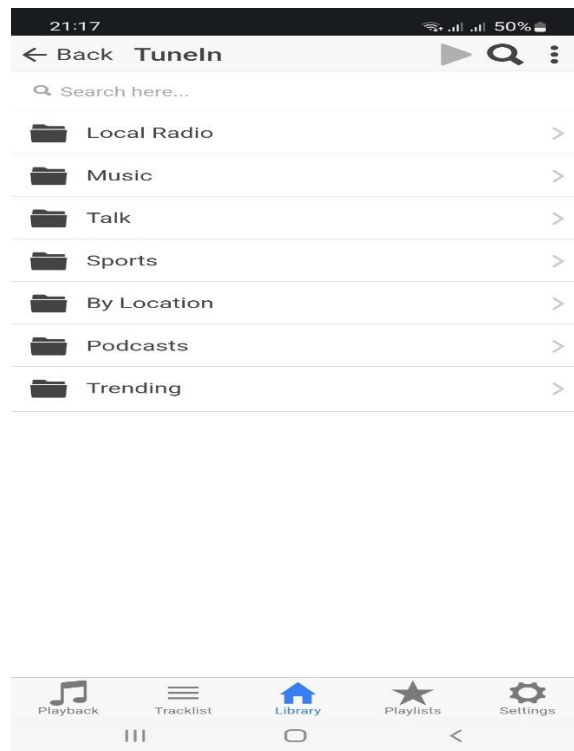 21:17 50%
Back TuneIn
Search here...
Local Radio
Music
Talk
Sports
By Location
Podcasts
Trending
Playback Tracklist Library Playlists Settings